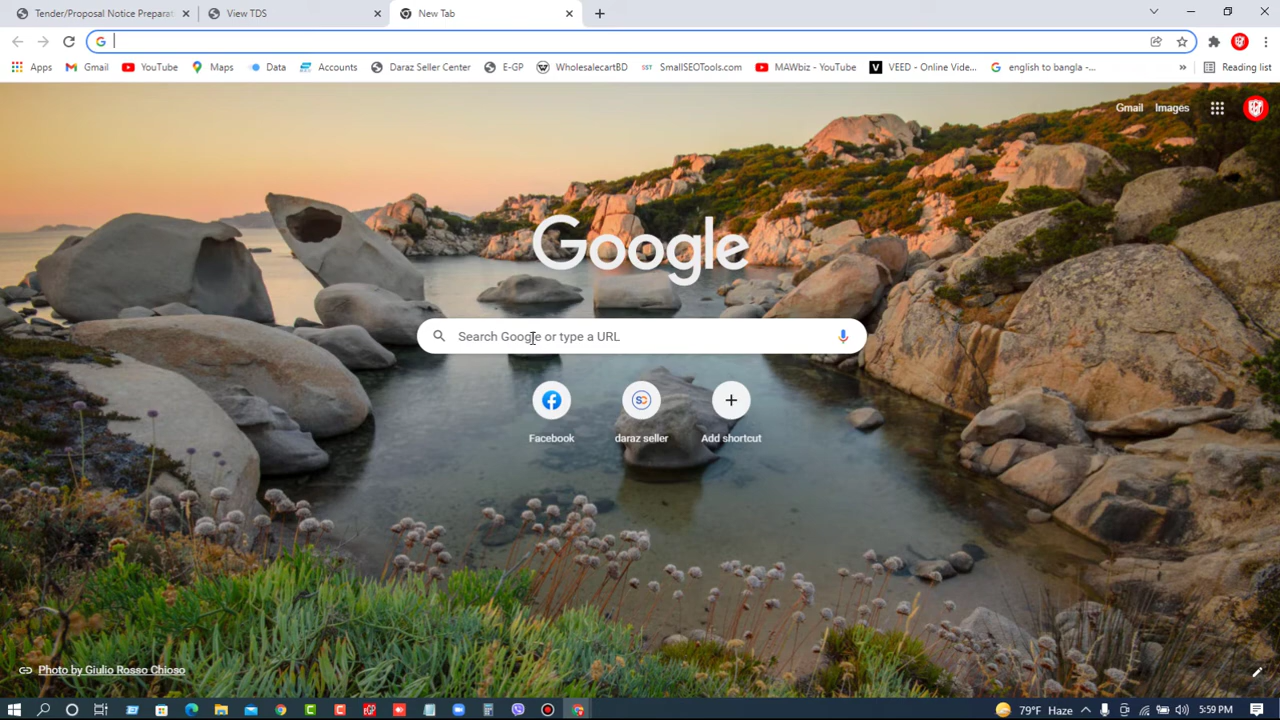 Tender/Proposal Notice Preparat
View TDS
New Tab
Apps
Gmail
YouTube
Maps
Data
Accounts
Daraz Seller Center
E-GP
WholesalecartBD
SST SmallSEOTools.com
MAWbiz - YouTube
VEED - Online Vide...
english to bangla -...
»
Reading list
Gmail
Images
Google
Search Google or type a URL
Facebook
daraz seller
Add shortcut
Photo by Giulio Rosso Chioso
79°F Haze
5:59 PM